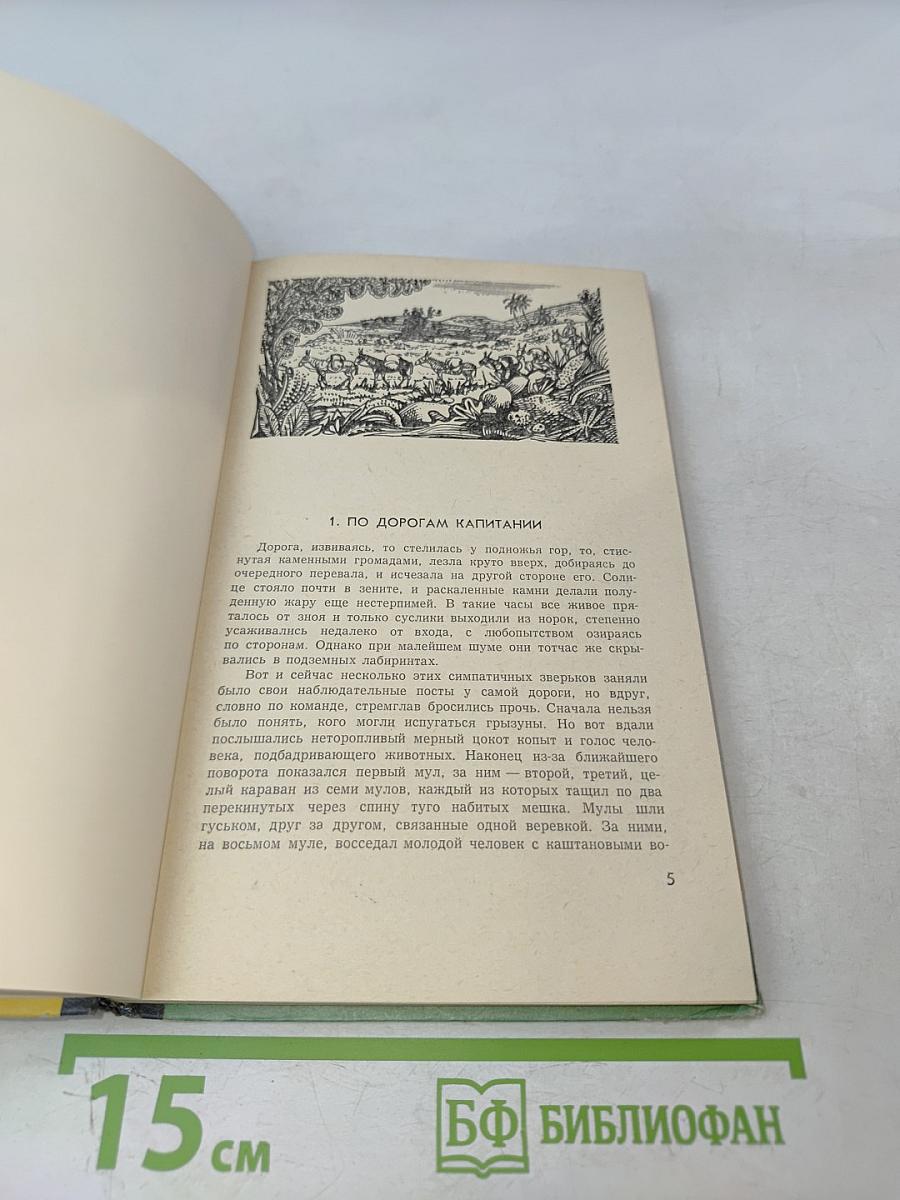 1. ПО ДОРОГАМ КАПИТАНИИ
Дорога, извиваясь, то стелилась у подножья гор, то, стис-
нутая каменными громадами, лезла круто вверх, добираясь до
очередного перевала, и исчезала на другой стороне его. Солн-
це стояло почти в зените, и раскаленные камни делали полу-
денную жару еще нестерпимей. В такие часы все живое пря-
талось от зноя и только суслики выходили из норок, степенно
усаживались недалеко от входа, с любопытством озираясь
по сторонам. Однако при малейшем шуме они тотчас же скры-
вались в подземных лабиринтах.
Вот и сейчас несколько этих симпатичных зверьков заняли
было свои наблюдательные посты у самой дороги, но вдруг,
словно по команде, стремглав бросились прочь. Сначала нельзя
было понять, кого могли испугаться грызуны. Но вот вдали
послышались неторопливый мерный цокот копыт и голос чело-
века, подбадривающего животных. Наконец из-за ближайшего
поворота показался первый мул, за ним — второй, третий, це-
лый караван из семи мулов, каждый из которых тащил по два
перекинутых через спину туго набитых мешка. Мулы шли
гуськом, друг за другом, связанные одной веревкой. За ними,
на восьмом муле, восседал молодой человек с каштановыми во-
5
15 см
БФ БИБЛИОФАН